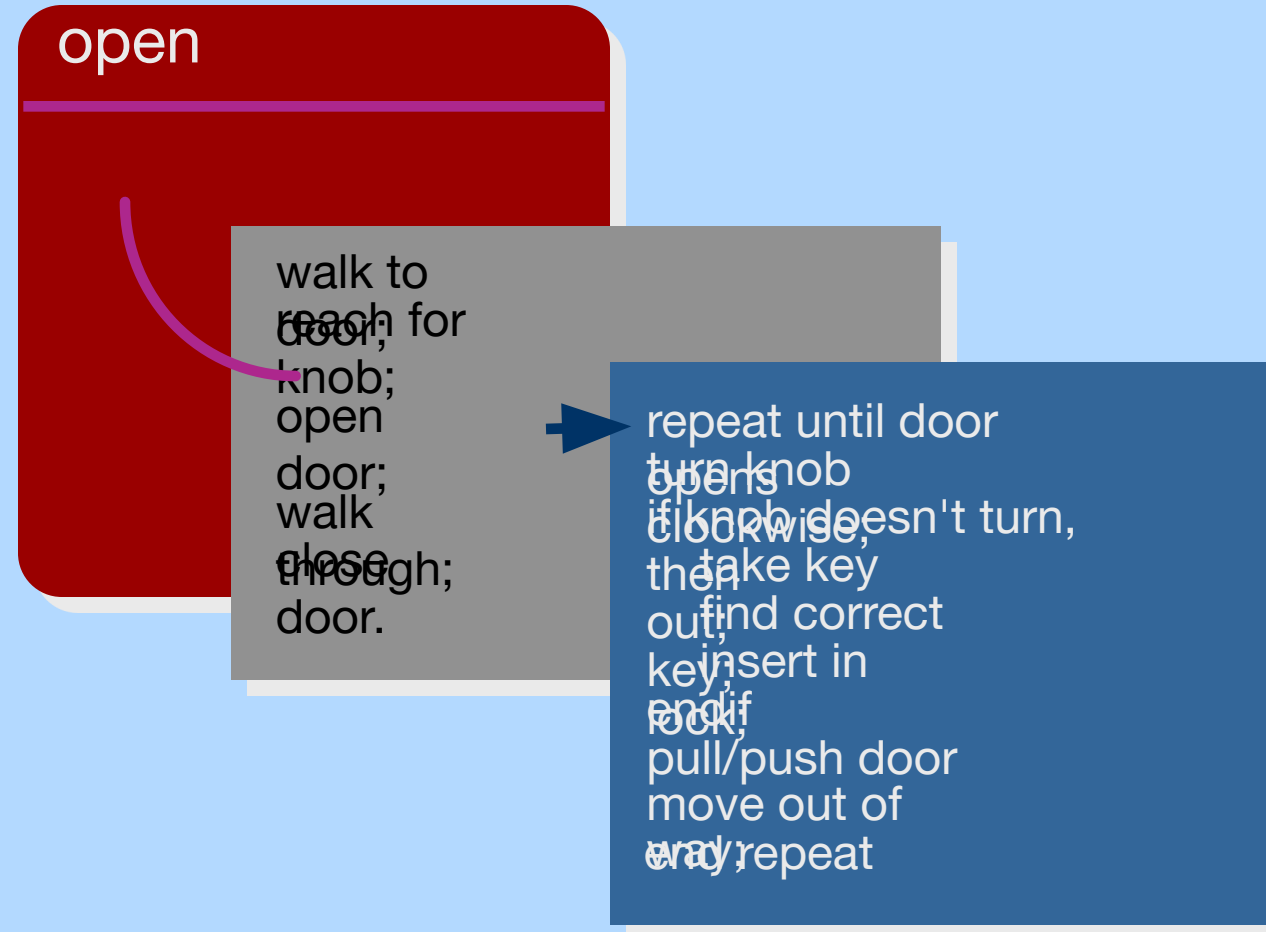 open
walk to
door;
reach for
knob;
open
door;
walk
through;
close
door.
repeat until door
opens
turn knob
clockwise;
if knob doesn't turn,
then
take key
out;
find correct
key;
insert in
lock;
endif
pull/push door
move out of
way;
end repeat